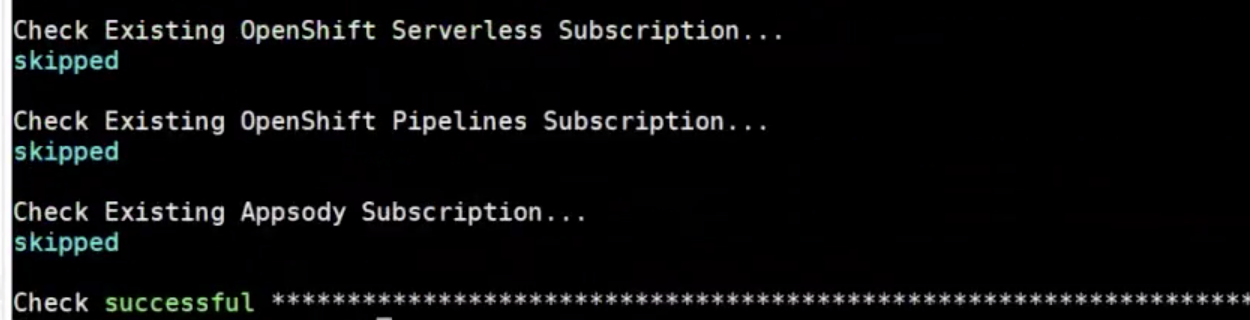 Check Existing OpenShift Serverless Subscription...
skipped
Check Existing OpenShift Pipelines Subscription...
skipped
Check Existing Appsody Subscription...
skipped
Check successful *****************************************************************